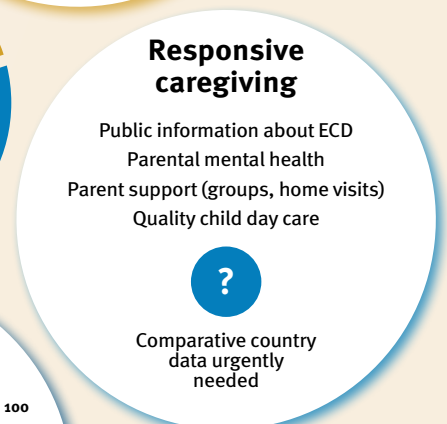 Responsive
caregiving
Public information about ECD
Parental mental health
Parent support (groups, home visits)
Quality child day care
?
Comparative country
data urgently
needed
100